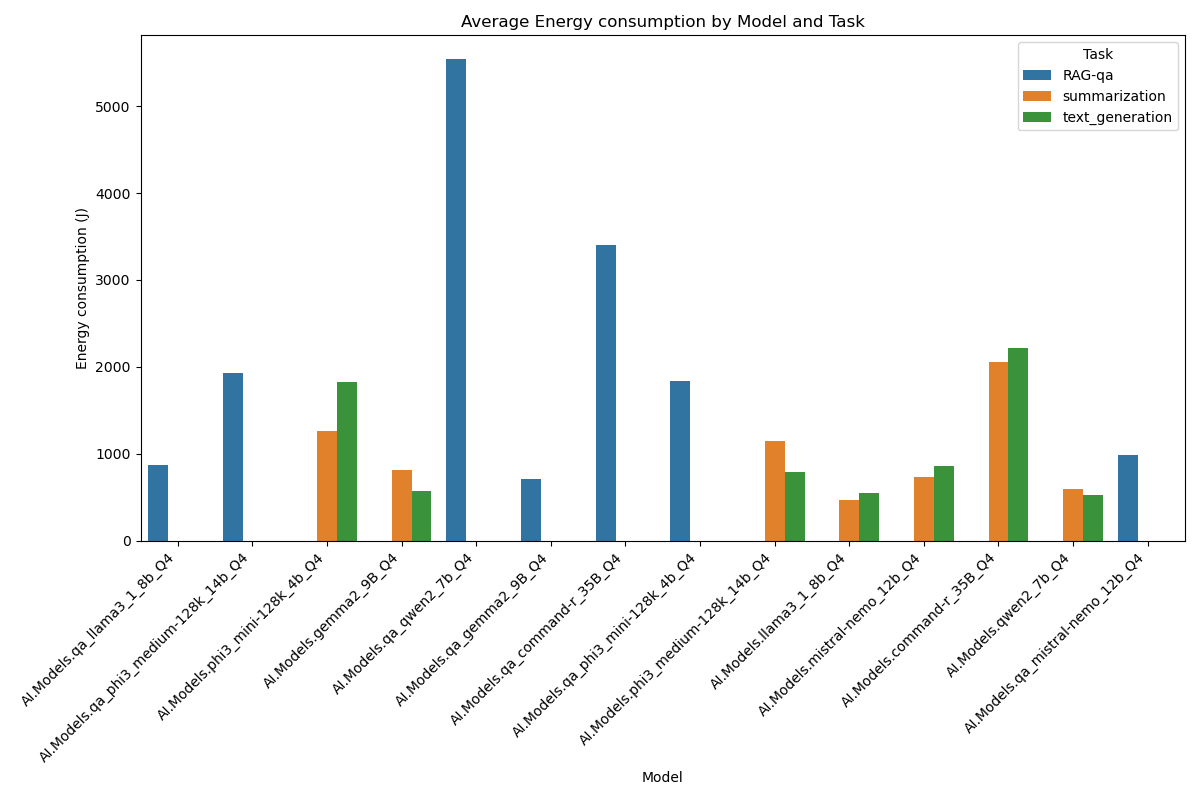 Average Energy consumption by Model and Task
Task
RAG-qa
summarization
text_generation
Energy consumption (J)
5000
4000
3000
2000
1000
0
AI.Models.qa_llama3_1_8b_Q4
AI.Models.qa_phi3_medium-128k_14b_Q4
AI.Models.phi3_mini-128k_4b_Q4
AI.Models.gemma2_9B_Q4
AI.Models.qa_qwen2_7b_Q4
AI.Models.qa_gemma2_9B_Q4
AI.Models.qa_command-r_35B_Q4
AI.Models.qa_phi3_mini-128k_4b_Q4
AI.Models.phi3_medium-128k_14b_Q4
AI.Models.llama3_1_8b_Q4
AI.Models.mistral-nemo_12b_Q4
AI.Models.command-r_35B_Q4
AI.Models.qwen2_7b_Q4
AI.Models.qa_mistral-nemo_12b_Q4
Model